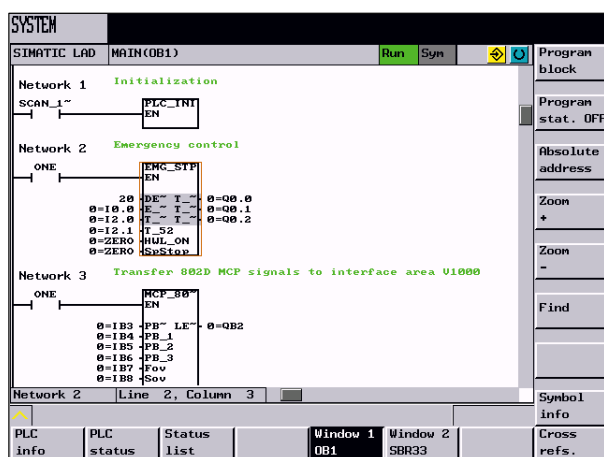 SYSTEM
SIMATIC LAD MAIN(OB1) Run Sym
Program
block
Network 1 Initialization
SCAN_1~ PLC_INI
EN
Program
stat. OFF
Network 2 Emergency control
ONE EMG_STP
EN
Absolute
address
20 DE~ T_~ 0=Q0.0
0=I0.0 E_~ T_~ 0=Q0.1
0=I2.0 T_~ T_~ 0=Q0.2
0=I2.1 T_52
0=ZERO HWL_ON
0=ZERO SpStop
Zoom
+
Zoom
-
Network 3 Transfer 802D MCP signals to interface area V1000
ONE MCP_80~
EN
Find
0=IB3 PB~ LE~ 0=QB2
0=IB4 PB_1
0=IB5 PB_2
0=IB6 PB_3
0=IB7 Fov
0=IB8 Sov
Network 2 Line 2, Column 3
Symbol
info
PLC
info
PLC
status
Status
list
Window 1
OB1
Window 2
SBR33
Cross
refs.